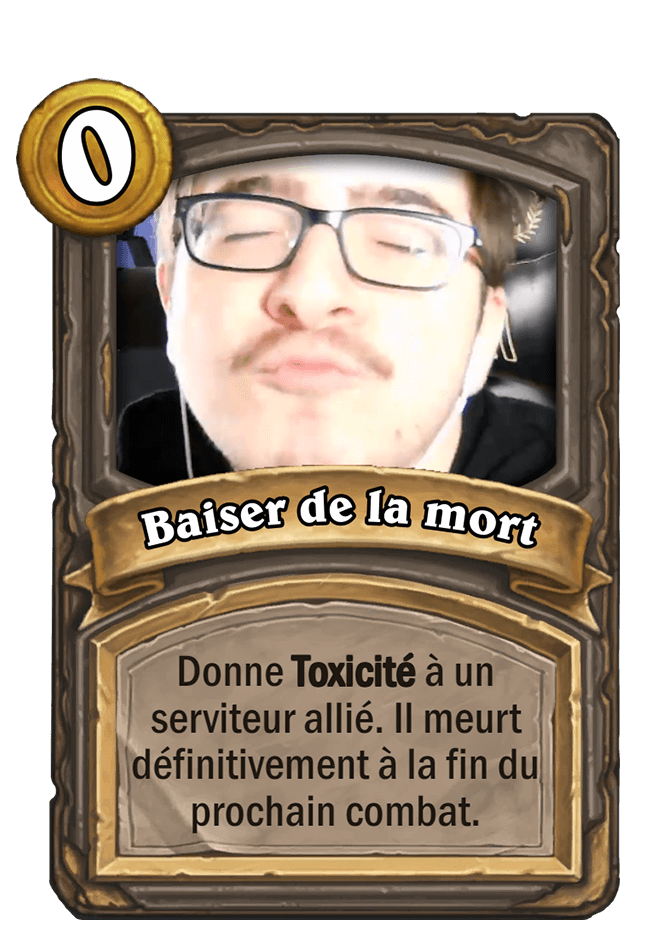 0
Baiser de la mort
Donne Toxicité à un
serviteur allié. Il meurt
définitivement à la fin du
prochain combat.